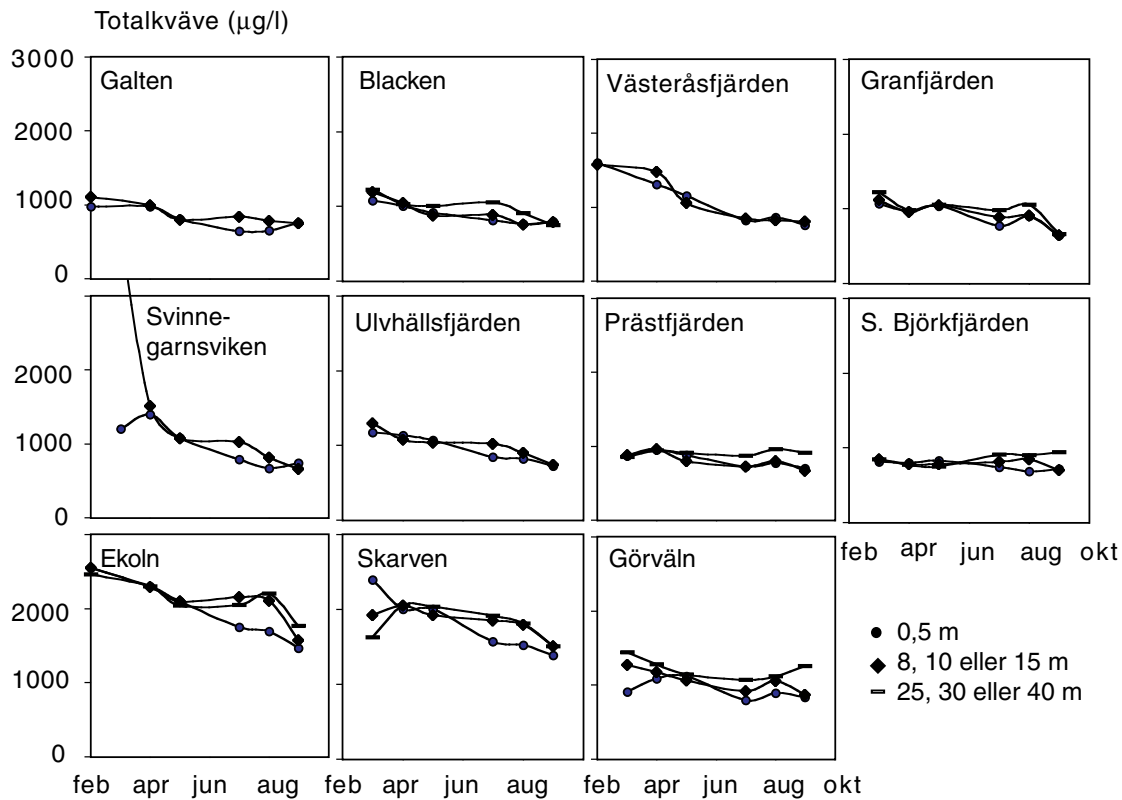 Totalkväve (µg/l)
3000
2000
1000
0
Galten
Blacken
Västeråsfjärden
Granfjärden
2000
1000
0
Svinne-
garnsviken
Ulvhällsfjärden
Prästfjärden
S. Björkfjärden
feb apr jun aug okt
2000
1000
0
Ekoln
Skarven
Görväln
0,5 m
8, 10 eller 15 m
25, 30 eller 40 m
feb apr jun aug feb apr jun aug feb apr jun aug okt